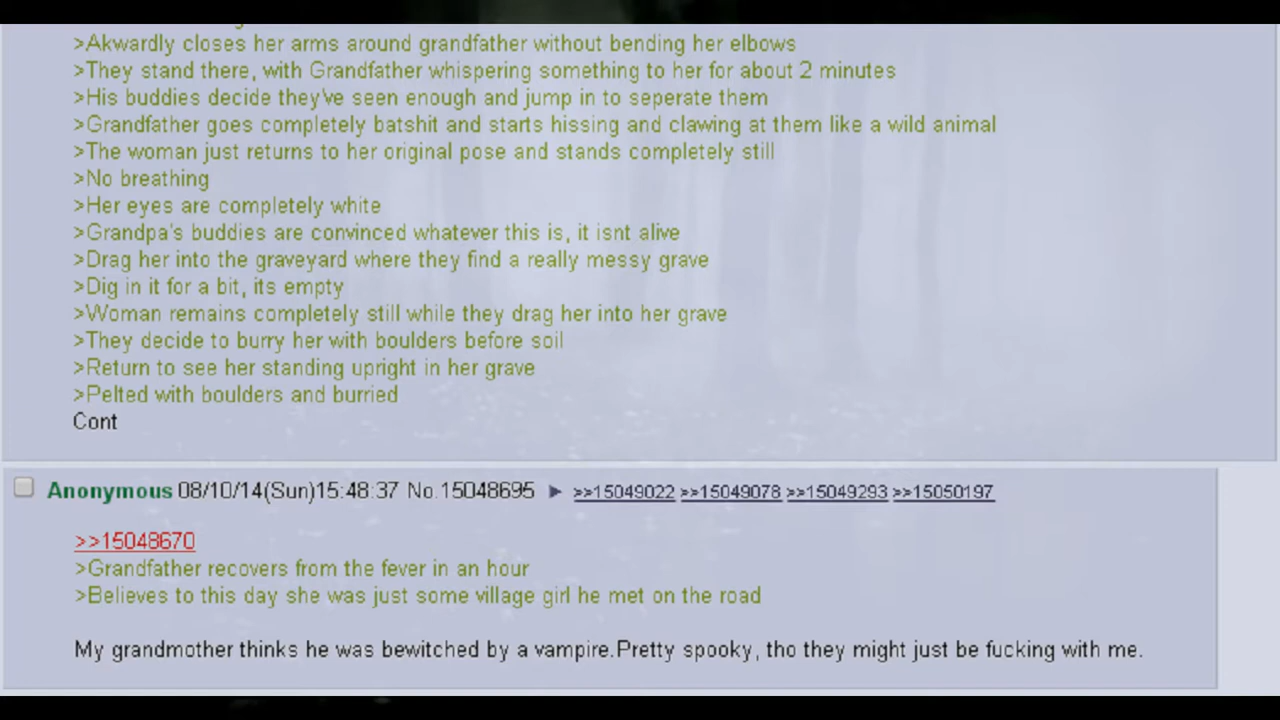 >Akwardly closes her arms around grandfather without bending her elbows
>They stand there, with Grandfather whispering something to her for about 2 minutes
>His buddies decide they've seen enough and jump in to seperate them
>Grandfather goes completely batshit and starts hissing and clawing at them like a wild animal
>The woman just returns to her original pose and stands completely still
>No breathing
>Her eyes are completely white
>Grandpa's buddies are convinced whatever this is, it isnt alive
>Drag her into the graveyard where they find a really messy grave
>Dig in it for a bit, its empty
>Woman remains completely still while they drag her into her grave
>They decide to burry her with boulders before soil
>Return to see her standing upright in her grave
>Pelted with boulders and burried
Cont
Anonymous 08/10/14(Sun)15:48:37 No.15048695 ▶ >>15049022 >>15049078 >>15049293 >>15050197
>>15048670
>Grandfather recovers from the fever in an hour
>Believes to this day she was just some village girl he met on the road
My grandmother thinks he was bewitched by a vampire.Pretty spooky, tho they might just be fucking with me.